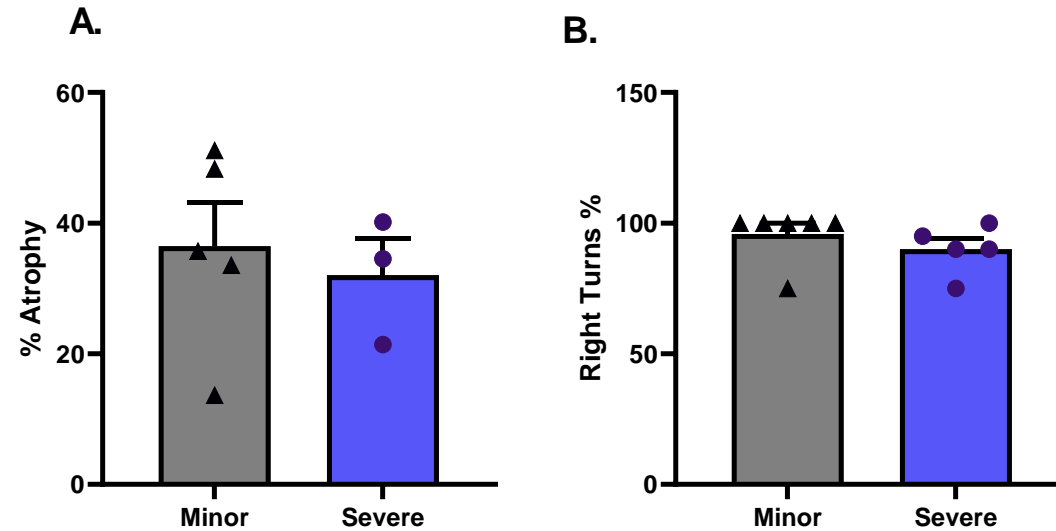 A.
60
40
20
0
% Atrophy
Minor
Severe
B.
150
100
50
0
Right Turns %
Minor
Severe